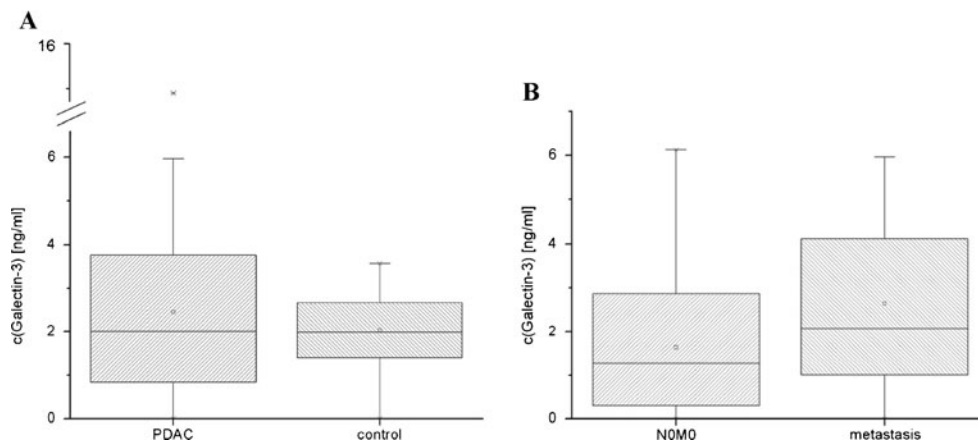 A
16
6
4
2
0
c(Galectin-3) [ng/ml]
PDAC control
B
6
4
2
0
c(Galectin-3) [ng/ml]
N0M0 metastasis